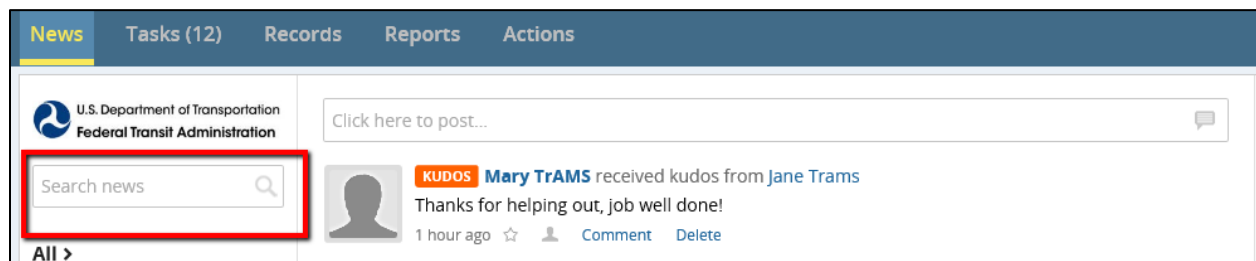 News Tasks (12) Records Reports Actions
U.S. Department of Transportation
Federal Transit Administration
Click here to post...
Search news
KUDOS Mary TrAMS received kudos from Jane Trams
Thanks for helping out, job well done!
1 hour ago Comment Delete
All >